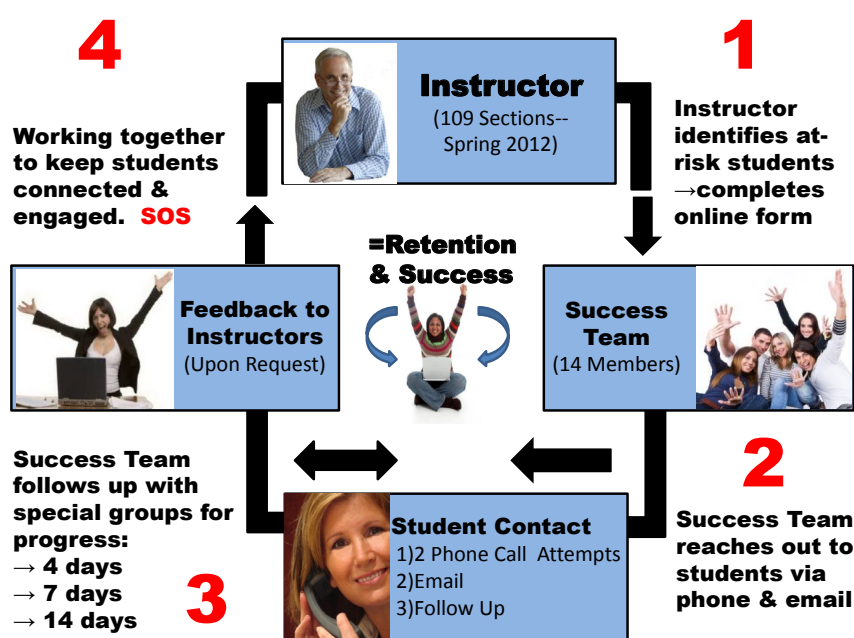 4
1
Instructor
(109 Sections--
Spring 2012)
Instructor
identifies at-
risk students
→completes
online form
Working together
to keep students
connected &
engaged. SOS
=Retention
& Success
Feedback to
Instructors
(Upon Request)
Success
Team
(14 Members)
Success Team
follows up with
special groups for
progress:
→ 4 days
→ 7 days
→ 14 days
3
Student Contact
1)2 Phone Call Attempts
2)Email
3)Follow Up
2
Success Team
reaches out to
students via
phone & email